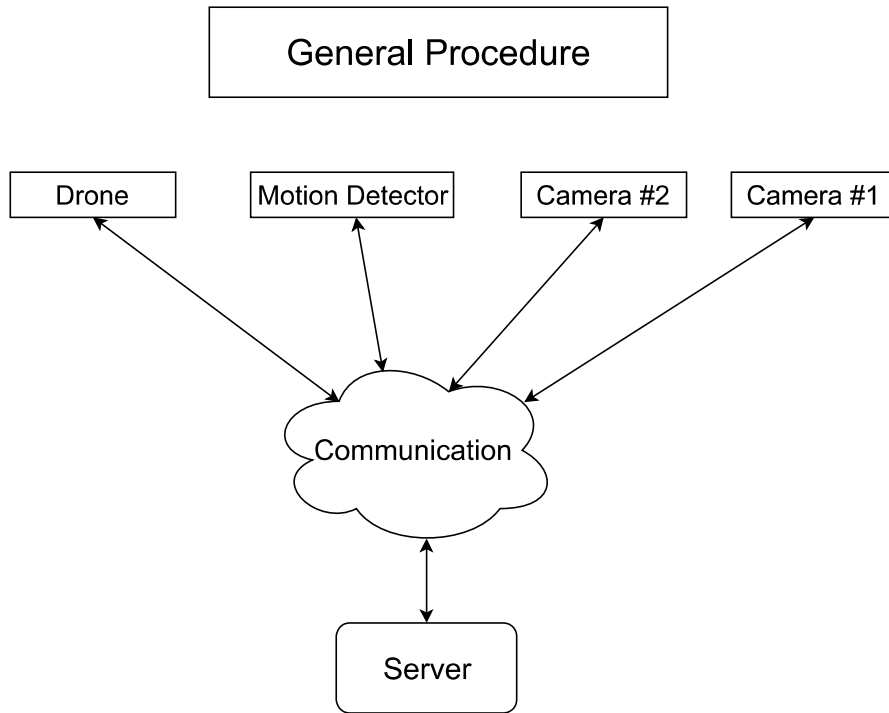 General Procedure
Drone
Motion Detector
Camera #2
Camera #1
Communication
Server